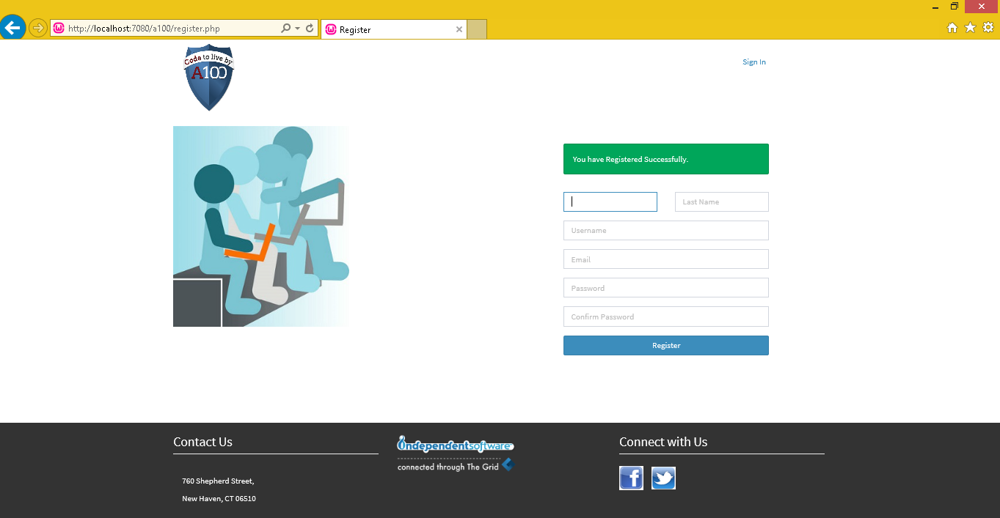 http://localhost:7080/a100/register.php
Register
Code to live by
A100
Sign In
You have Registered Successfully.
Last Name
Username
Email
Password
Confirm Password
Register
Contact Us
760 Shepherd Street,
New Haven, CT 06510
independentsoftware
connected through The Grid
Connect with Us